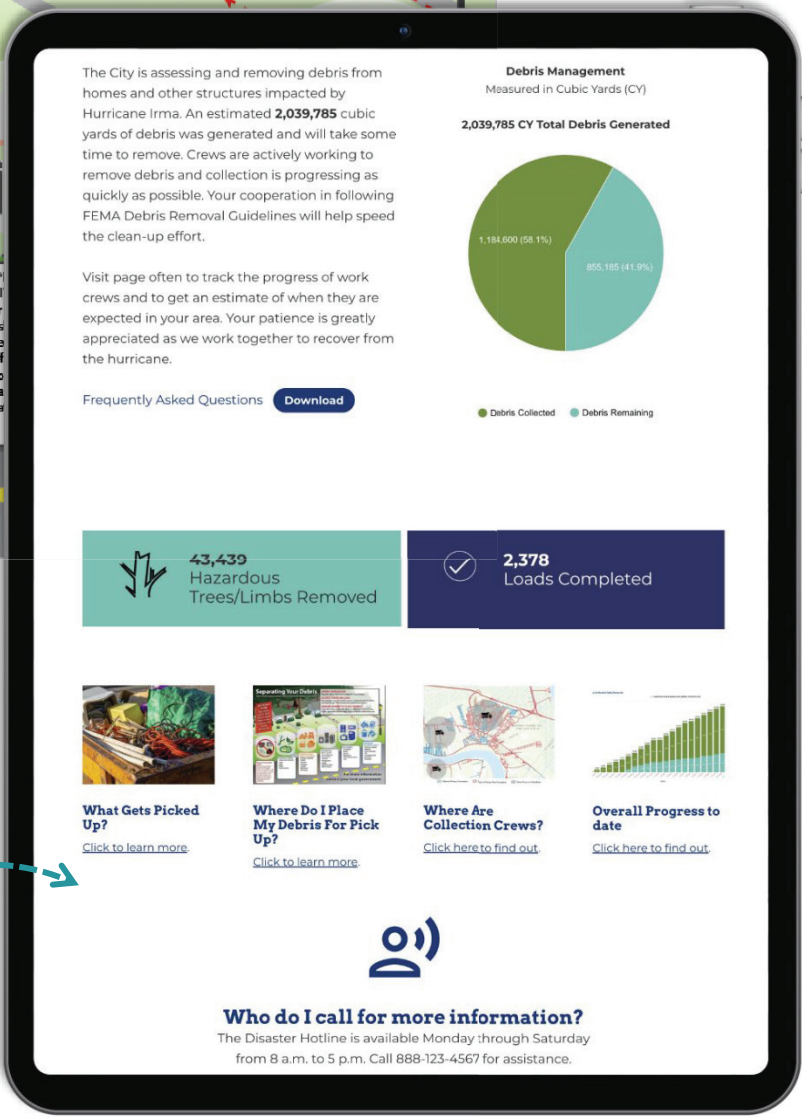 The City is assessing and removing debris from
homes and other structures impacted by
Hurricane Irma. An estimated 2,039,785 cubic
yards of debris was generated and will take some
time to remove. Crews are actively working to
remove debris and collection is progressing as
quickly as possible. Your cooperation in following
FEMA Debris Removal Guidelines will help speed
the clean-up effort.
Visit page often to track the progress of work
crews and to get an estimate of when they are
expected in your area. Your patience is greatly
appreciated as we work together to recover from
the hurricane.
Frequently Asked Questions Download
Debris Management
Measured in Cubic Yards (CY)
2,039,785 CY Total Debris Generated
1,184,600 (58.1%)
855,185 (41.9%)
Debris Collected Debris Remaining
43,439
Hazardous
Trees/Limbs Removed
2,378
Loads Completed
Separating Your Debris
What Gets Picked
Up?
Click to learn more.
Where Do I Place
My Debris For Pick
Up?
Click to learn more.
Where Are
Collection Crews?
Click here to find out.
Overall Progress to
date
Click here to find out.
Who do I call for more information?
The Disaster Hotline is available Monday through Saturday
from 8 a.m. to 5 p.m. Call 888-123-4567 for assistance.